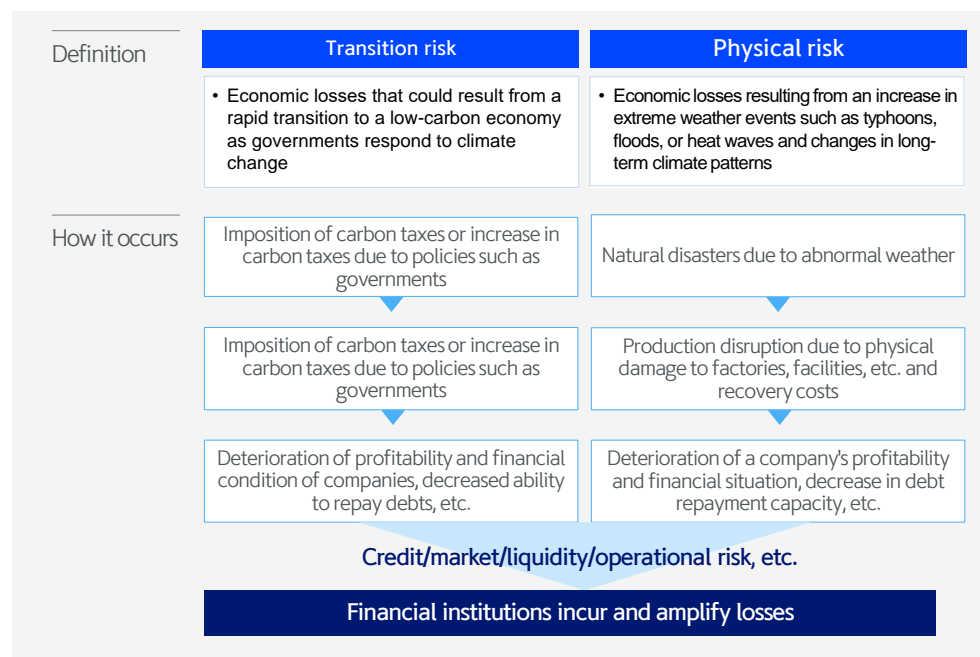 Definition
Transition risk
Physical risk
• Economic losses that could result from a
rapid transition to a low-carbon economy
as governments respond to climate
change
• Economic losses resulting from an increase in
extreme weather events such as typhoons,
floods, or heat waves and changes in long-
term climate patterns
How it occurs
Imposition of carbon taxes or increase in
carbon taxes due to policies such as
governments
Natural disasters due to abnormal weather
Imposition of carbon taxes or increase in
carbon taxes due to policies such as
governments
Production disruption due to physical
damage to factories, facilities, etc. and
recovery costs
Deterioration of profitability and financial
condition of companies, decreased ability
to repay debts, etc.
Deterioration of a company's profitability
and financial situation, decrease in debt
repayment capacity, etc.
Credit/market/liquidity/operational risk, etc.
Financial institutions incur and amplify losses